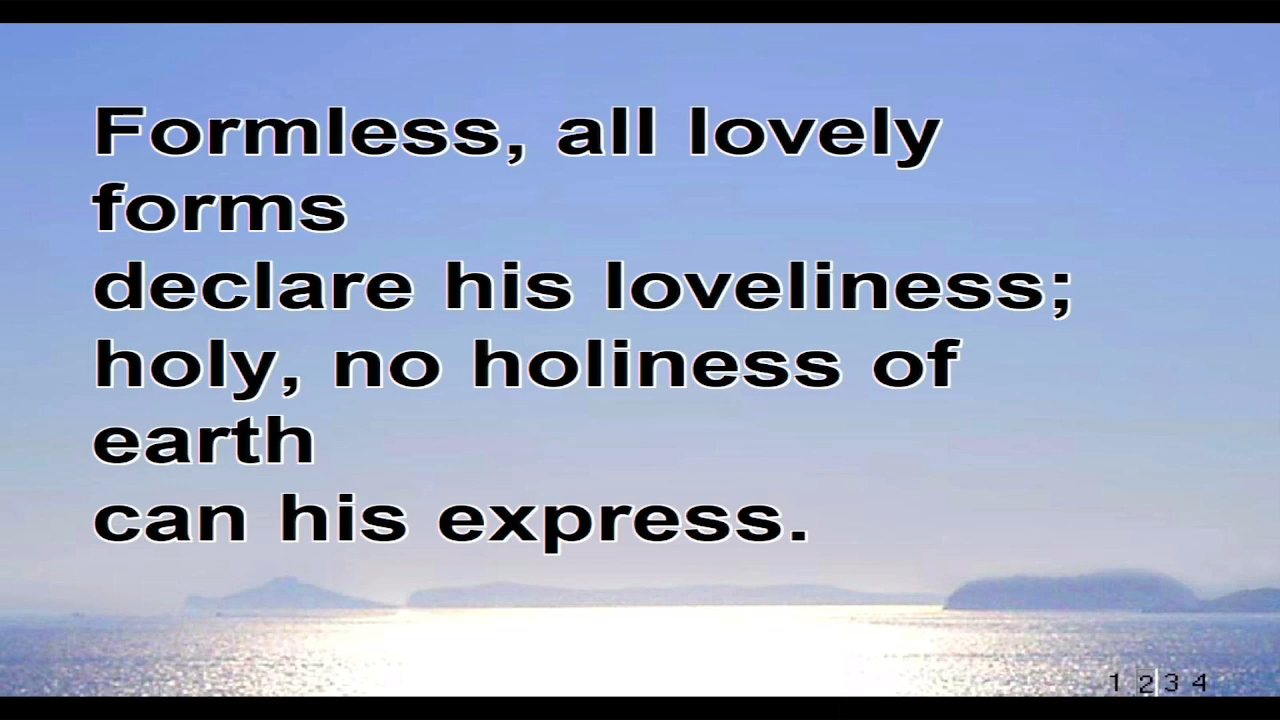 Formless, all lovely
forms
declare his loveliness;
holy, no holiness of
earth
can his express.
1 2 3 4